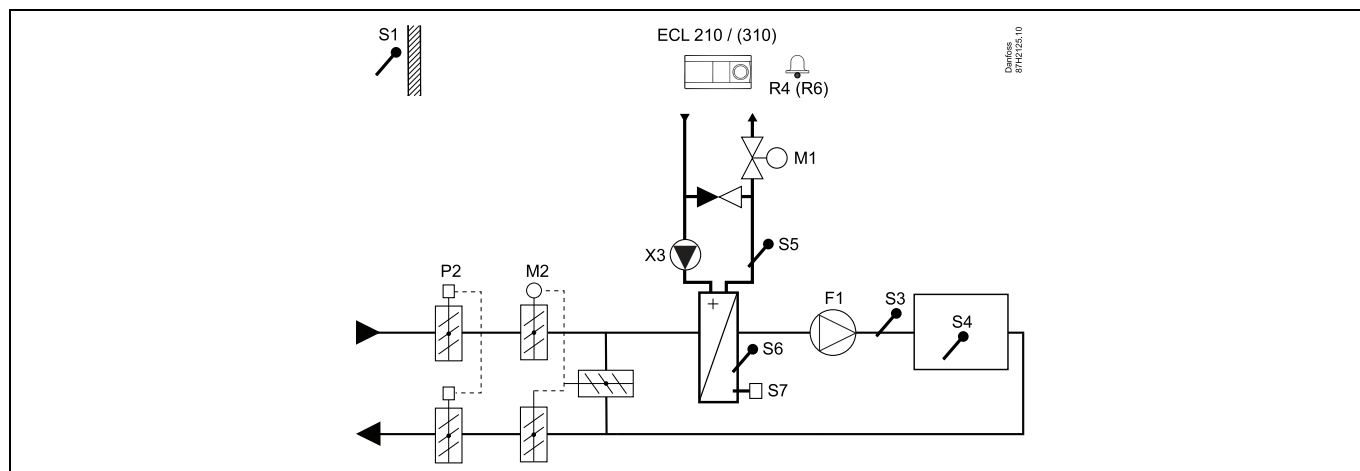 S1
ECL 210 / (310)
Danfoss
87H2125.10
R4 (R6)
M1
X3
S5
P2
M2
+
F1
S3
S4
S6
S7